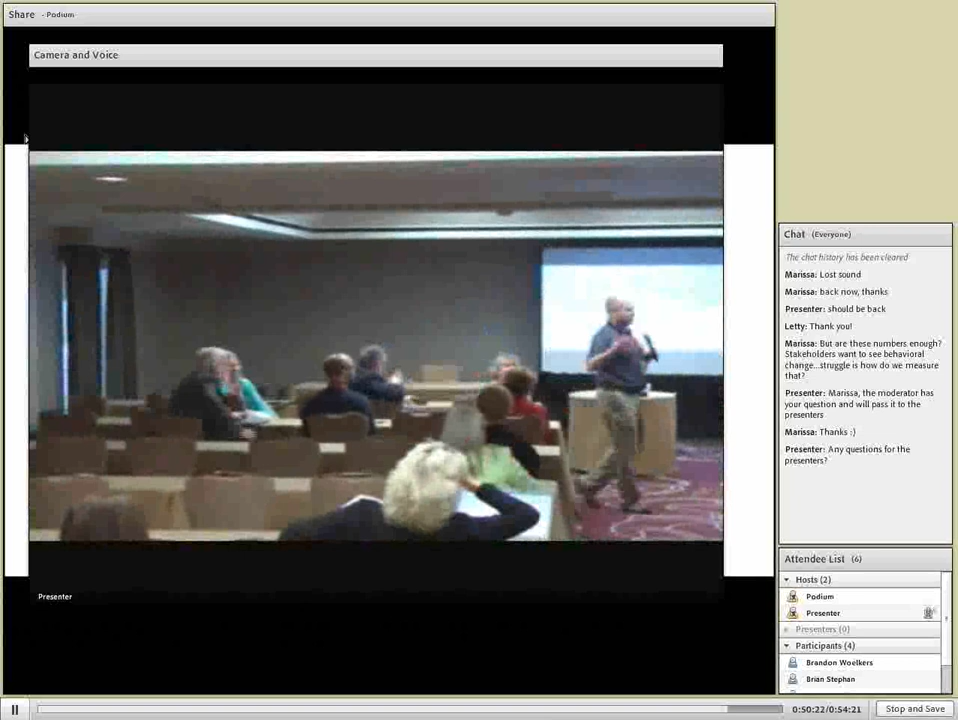 Share - Podium
Camera and Voice
Presenter
Chat (Everyone)
The chat history has been cleared
Marissa: Lost sound
Marissa: back now, thanks
Presenter: should be back
Letty: Thank you!
Marissa: But are these numbers enough?
Stakeholders want to see behavioral
change...struggle is how do we measure
that?
Presenter: Marissa, the moderator has
your question and will pass it to the
presenters
Marissa: Thanks :)
Presenter: Any questions for the
presenters?
Attendee List (6)
Hosts (2)
Podium
Presenter
Presenters (0)
Participants (4)
Brandon Woelkers
Brian Stephan
0:50:22/0:54:21
Stop and Save